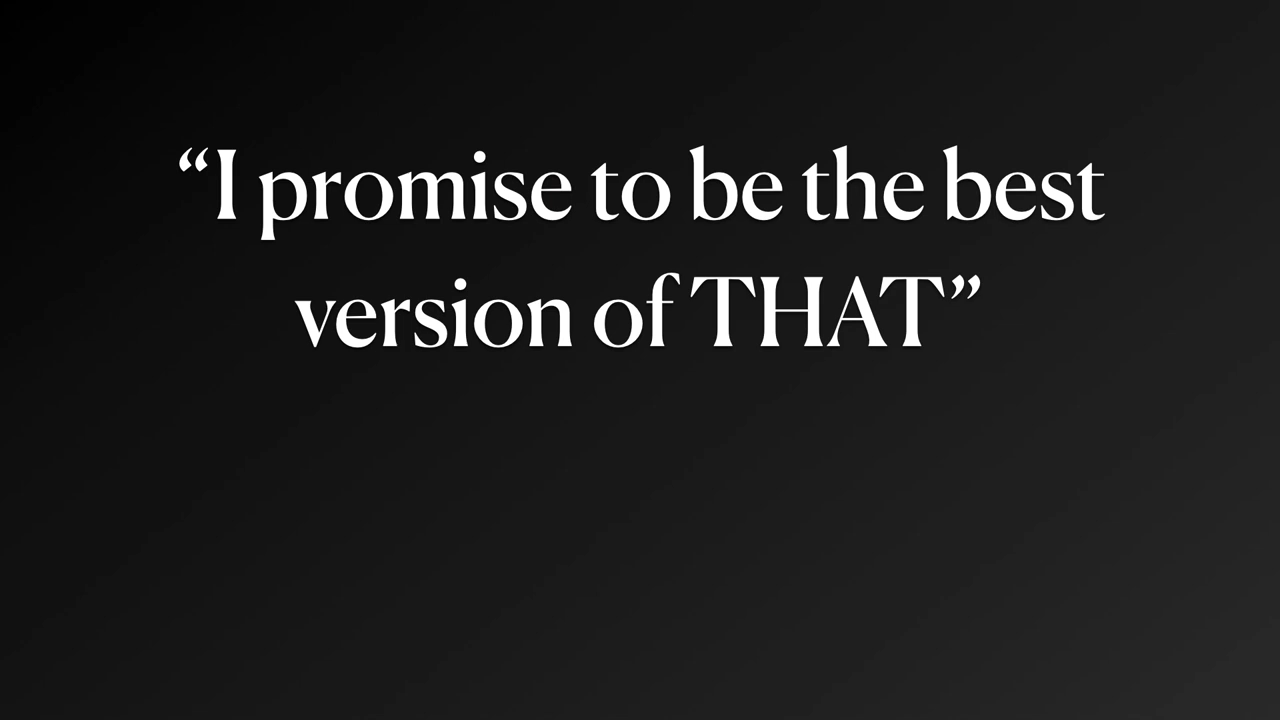 “I promise to be the best
version of THAT”